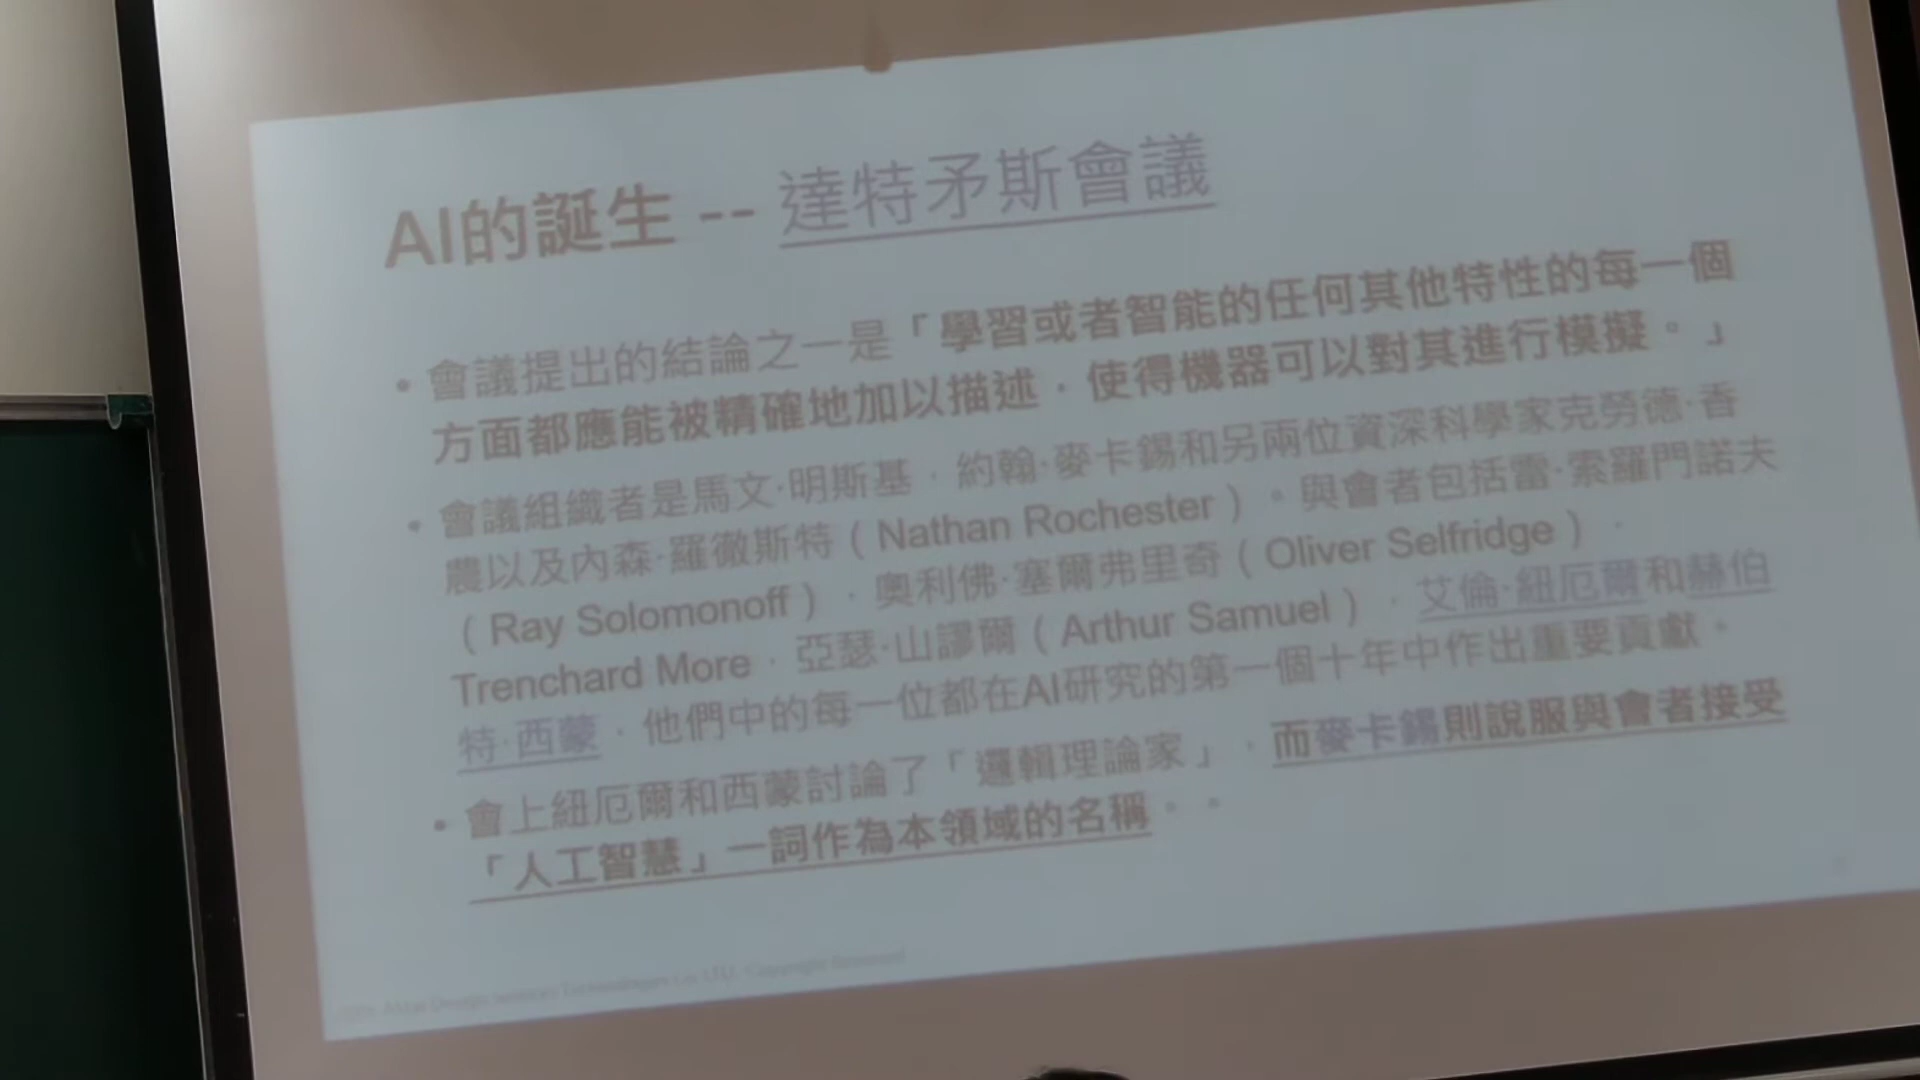 AI的誕生 -- 達特矛斯會議
• 會議提出的結論之一是「學習或者智能的任何其他特性的每一個
方面都應能被精確地加以描述，使得機器可以對其進行模擬。」
• 會議組織者是馬文·明斯基，約翰·麥卡錫和另兩位資深科學家克勞德·香
農以及內森·羅徹斯特（Nathan Rochester）。與會者包括雷·索羅門諾夫
（Ray Solomonoff），奧利佛·塞爾弗里奇（Oliver Selfridge），
Trenchard More，亞瑟·山謬爾（Arthur Samuel），艾倫·紐厄爾和赫伯
特·西蒙，他們中的每一位都在AI研究的第一個十年中作出重要貢獻。
• 會上紐厄爾和西蒙討論了「邏輯理論家」，而麥卡錫則說服與會者接受
「人工智慧」一詞作為本領域的名稱。。
Copyright Reserved